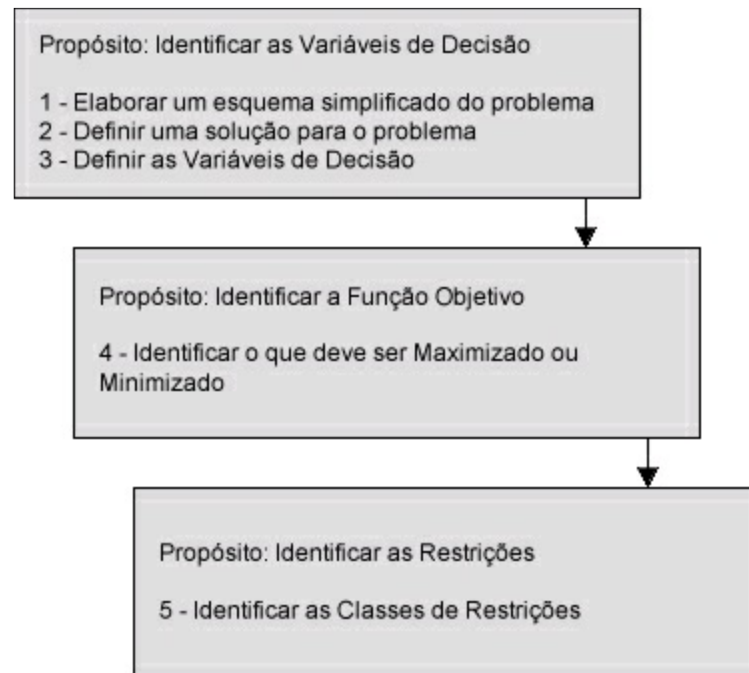 Propósito: Identificar as Variáveis de Decisão
1 - Elaborar um esquema simplificado do problema
2 - Definir uma solução para o problema
3 - Definir as Variáveis de Decisão
Propósito: Identificar a Função Objetivo
4 - Identificar o que deve ser Maximizado ou
Minimizado
Propósito: Identificar as Restrições
5 - Identificar as Classes de Restrições